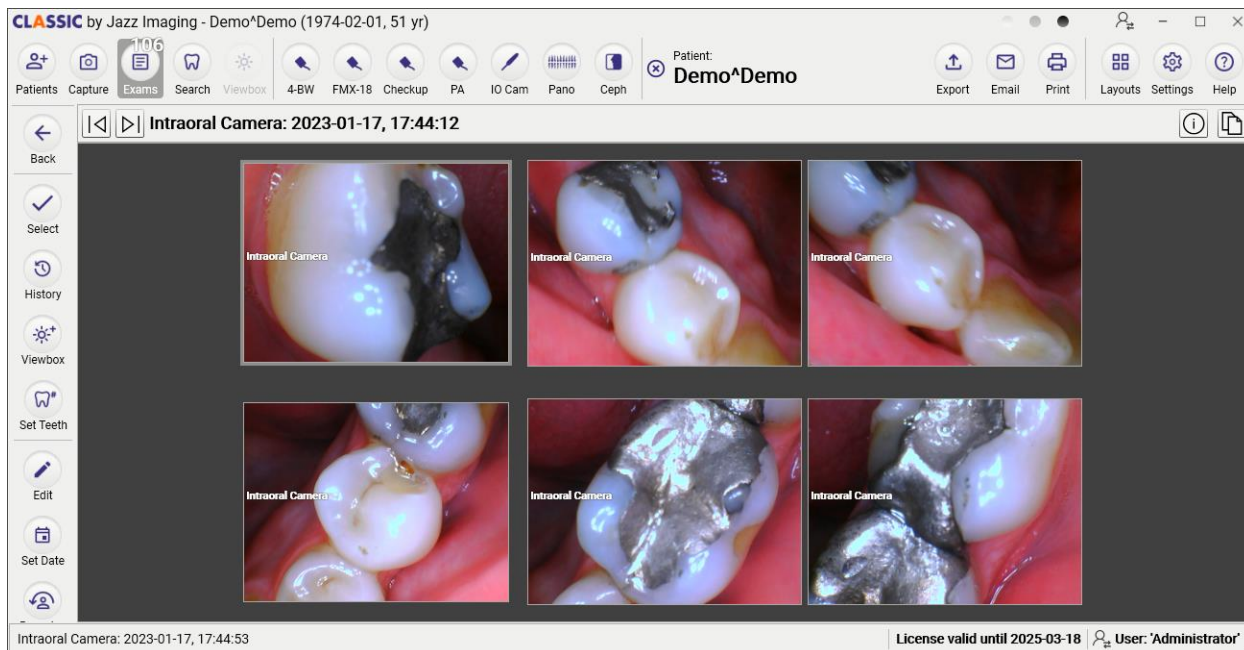 CLASSIC by Jazz Imaging - Demo^Demo (1974-02-01, 51 yr)
106
Patients Capture Exams Search Viewbox 4-BW FMX-18 Checkup PA IO Cam Pano Ceph
Patient:
Demo^Demo
Export Email Print Layouts Settings Help
Intraoral Camera: 2023-01-17, 17:44:12
Back
Select
History
Viewbox
Set Teeth
Edit
Set Date
Intraoral Camera Intraoral Camera Intraoral Camera
Intraoral Camera Intraoral Camera Intraoral Camera
Intraoral Camera: 2023-01-17, 17:44:53
License valid until 2025-03-18 User: 'Administrator'